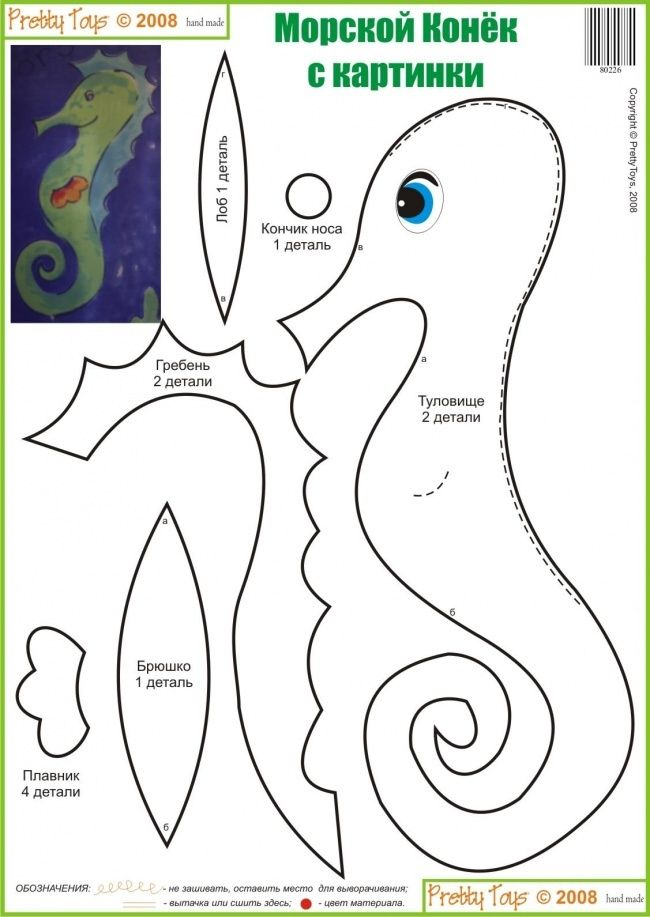 Pretty Toys © 2008 hand made
Морской Конёк
с картинки
80226
Copyright © PrettyToys, 2008
г
Лоб 1 деталь
в
Кончик носа
1 деталь
г
в
а
Туловище
2 детали
б
Гребень
2 детали
а
Брюшко
1 деталь
б
Плавник
4 детали
ОБОЗНАЧЕНИЯ: - не зашивать, оставить место для выворачивания;
- вытачка или сшить здесь; - цвет материала.
Pretty Toys © 2008 hand made